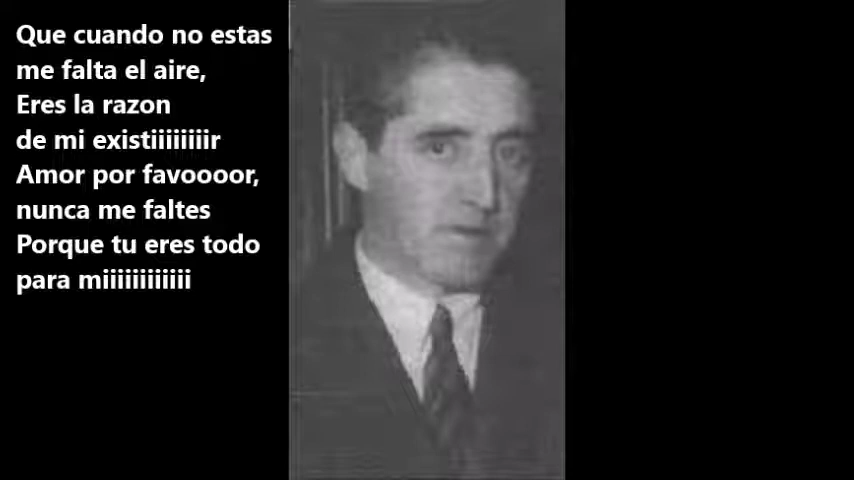 Que cuando no estas
me falta el aire,
Eres la razon
de mi existiiiiiiiir
Amor por favoooor,
nunca me faltes
Porque tu eres todo
para miiiiiiiiiiii